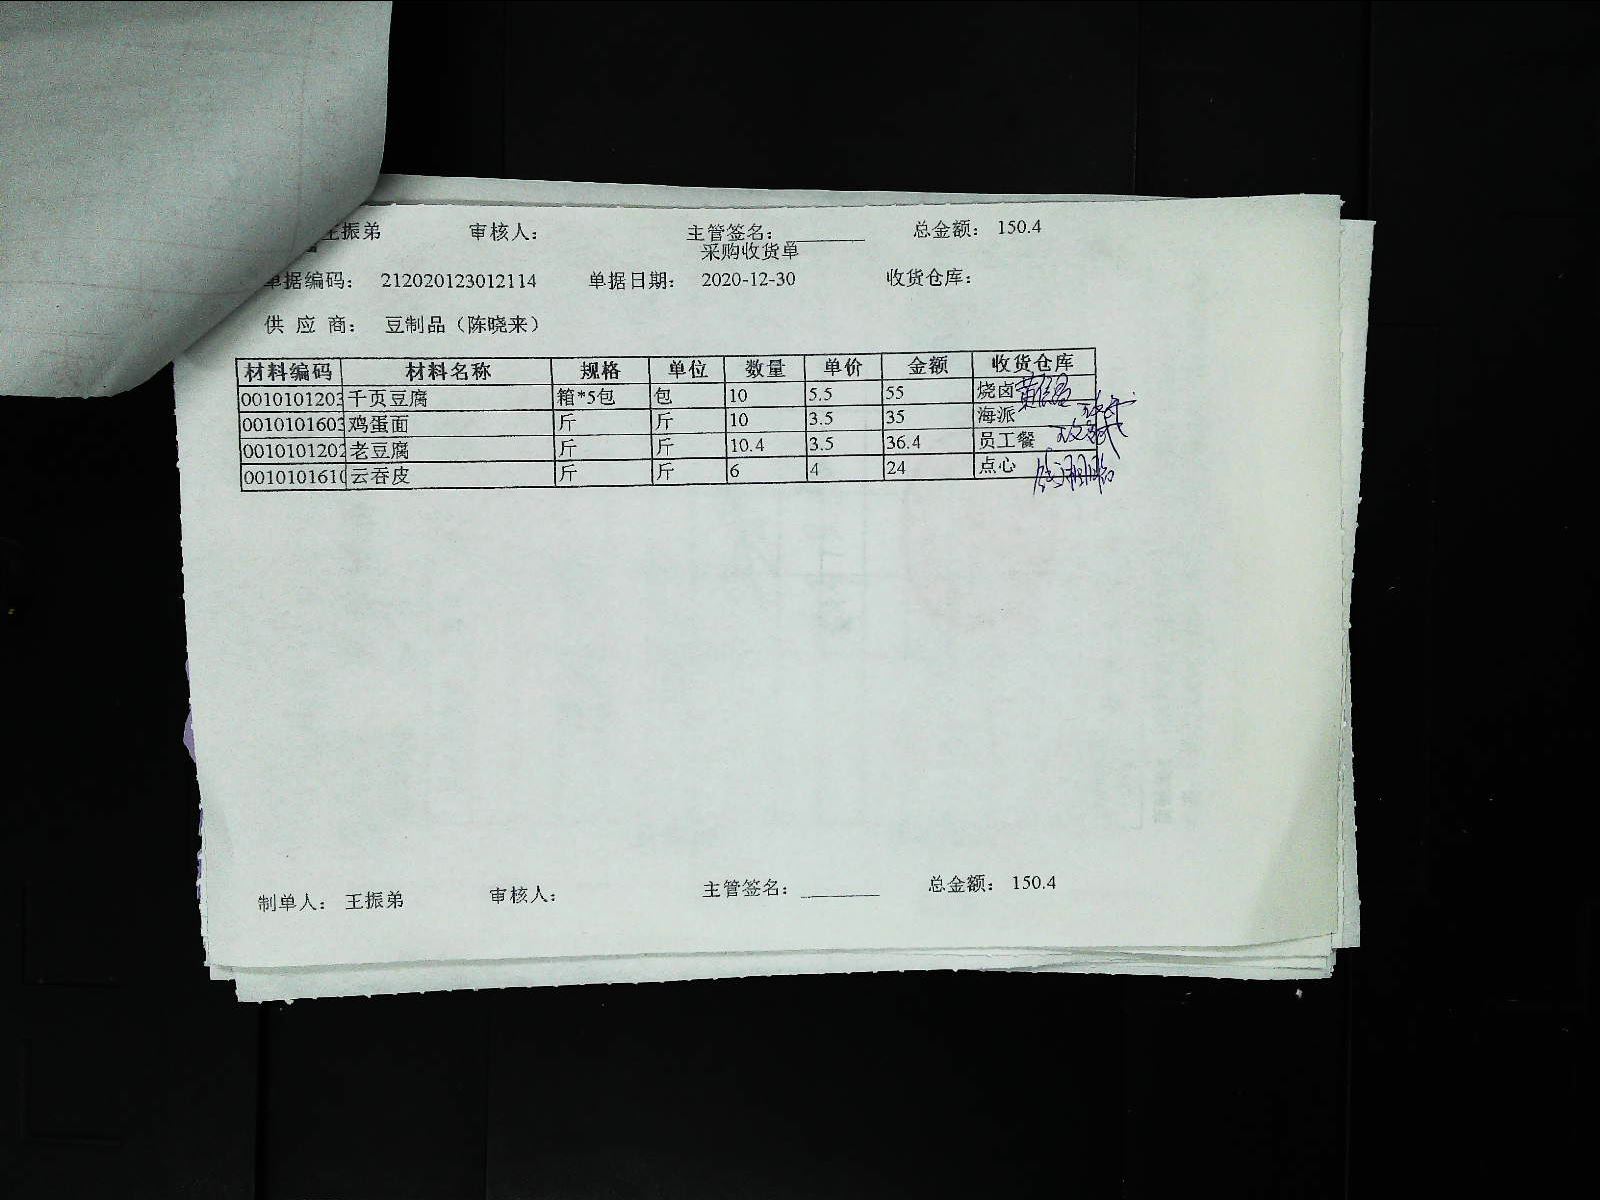 王振弟 审核人: 主管签名: ________ 总金额: 150.4
采购收货单
单据编码: 212020123012114 单据日期: 2020-12-30 收货仓库:
供 应 商: 豆制品（陈晓来）
材料编码 材料名称 规格 单位 数量 单价 金额 收货仓库
0010101203 千页豆腐 箱*5包 包 10 5.5 55 烧卤
0010101603 鸡蛋面 斤 斤 10 3.5 35 海派
0010101202 老豆腐 斤 斤 10.4 3.5 36.4 员工餐
001010161 云吞皮 斤 斤 6 4 24 点心
制单人: 王振弟 审核人: 主管签名: ________ 总金额: 150.4